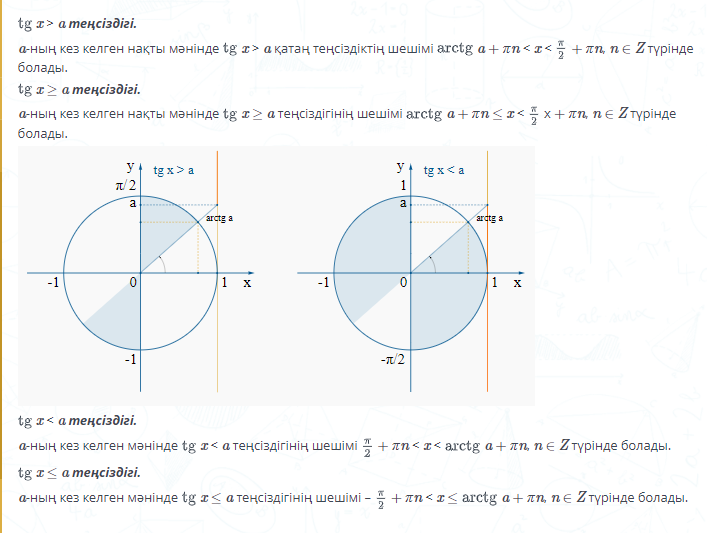 tg x > a теңсіздігі.
a-ның кез келген нақты мәнінде tg x > a қатаң теңсіздіктің шешімі arctg a + πn < x < π/2 + πn, n ∈ Z түрінде
болады.
tg x ≥ a теңсіздігі.
a-ның кез келген нақты мәнінде tg x ≥ a теңсіздігінің шешімі arctg a + πn ≤ x < π/2 x + πn, n ∈ Z түрінде
болады.
y tg x > a
π/2
a
arctg a
-1 0 1 x
-1
y tg x < a
1
a
arctg a
-1 0 1 x
-π/2
tg x < a теңсіздігі.
a-ның кез келген мәнінде tg x < a теңсіздігінің шешімі π/2 + πn < x < arctg a + πn, n ∈ Z түрінде болады.
tg x ≤ a теңсіздігі.
a-ның кез келген мәнінде tg x ≤ a теңсіздігінің шешімі – π/2 + πn < x ≤ arctg a + πn, n ∈ Z түрінде болады.